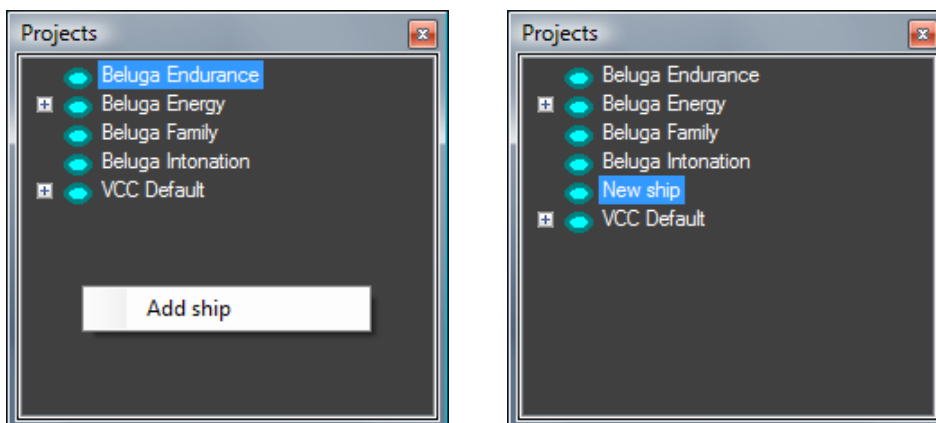 Projects
Beluga Endurance
Beluga Energy
Beluga Family
Beluga Intonation
VCC Default
Add ship
Projects
Beluga Endurance
Beluga Energy
Beluga Family
Beluga Intonation
New ship
VCC Default